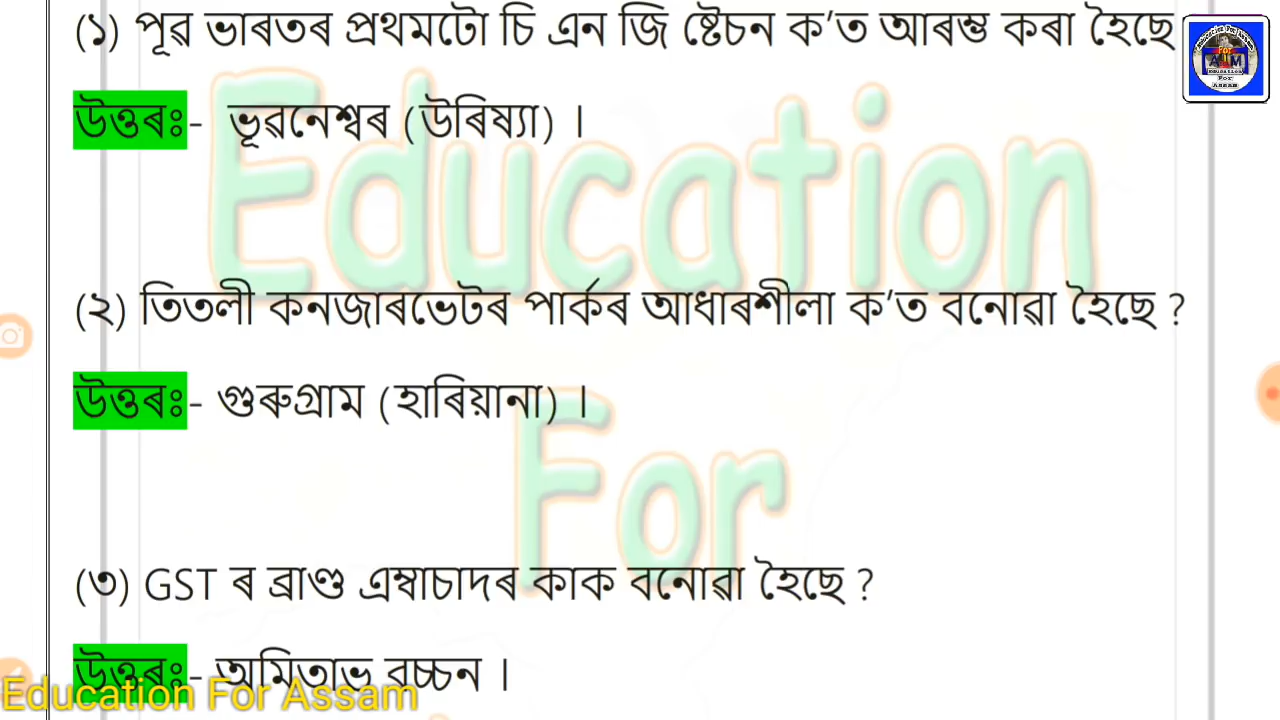 (১) পূৱ ভাৰতৰ প্ৰথমটো চি এন জি ষ্টেচন ক'ত আৰম্ভ কৰা হৈছে
উত্তৰঃ- ভূৱনেশ্বৰ (উৰিষ্যা) ।
Education
(২) তিতলী কনজাৰভেটৰ পাৰ্কৰ আধাৰশীলা ক'ত বনোৱা হৈছে ?
উত্তৰঃ- গুৰুগ্ৰাম (হাৰিয়ানা) ।
For
(৩) GST ৰ ব্ৰাণ্ড এম্বাচাদৰ কাক বনোৱা হৈছে ?
উত্তৰঃ- অমিতাভ বচ্চন ।
Education For Assam